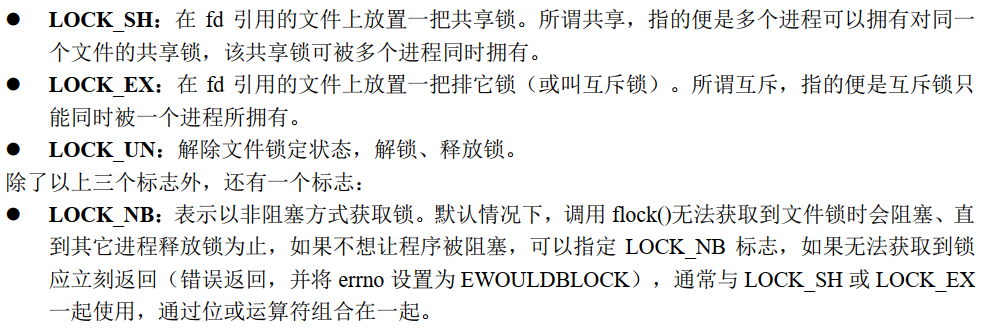 ● LOCK_SH：在 fd 引用的文件上放置一把共享锁。所谓共享，指的便是多个进程可以拥有对同一
个文件的共享锁，该共享锁可被多个进程同时拥有。
● LOCK_EX：在 fd 引用的文件上放置一把排它锁（或叫互斥锁）。所谓互斥，指的便是互斥锁只
能同时被一个进程所拥有。
● LOCK_UN：解除文件锁定状态，解锁、释放锁。
除了以上三个标志外，还有一个标志：
● LOCK_NB：表示以非阻塞方式获取锁。默认情况下，调用 flock()无法获取到文件锁时会阻塞、直
到其它进程释放锁为止，如果不想让程序被阻塞，可以指定 LOCK_NB 标志，如果无法获取到锁
应立刻返回（错误返回，并将 errno 设置为 EWOULDBLOCK），通常与 LOCK_SH 或 LOCK_EX
一起使用，通过位或运算符组合在一起。